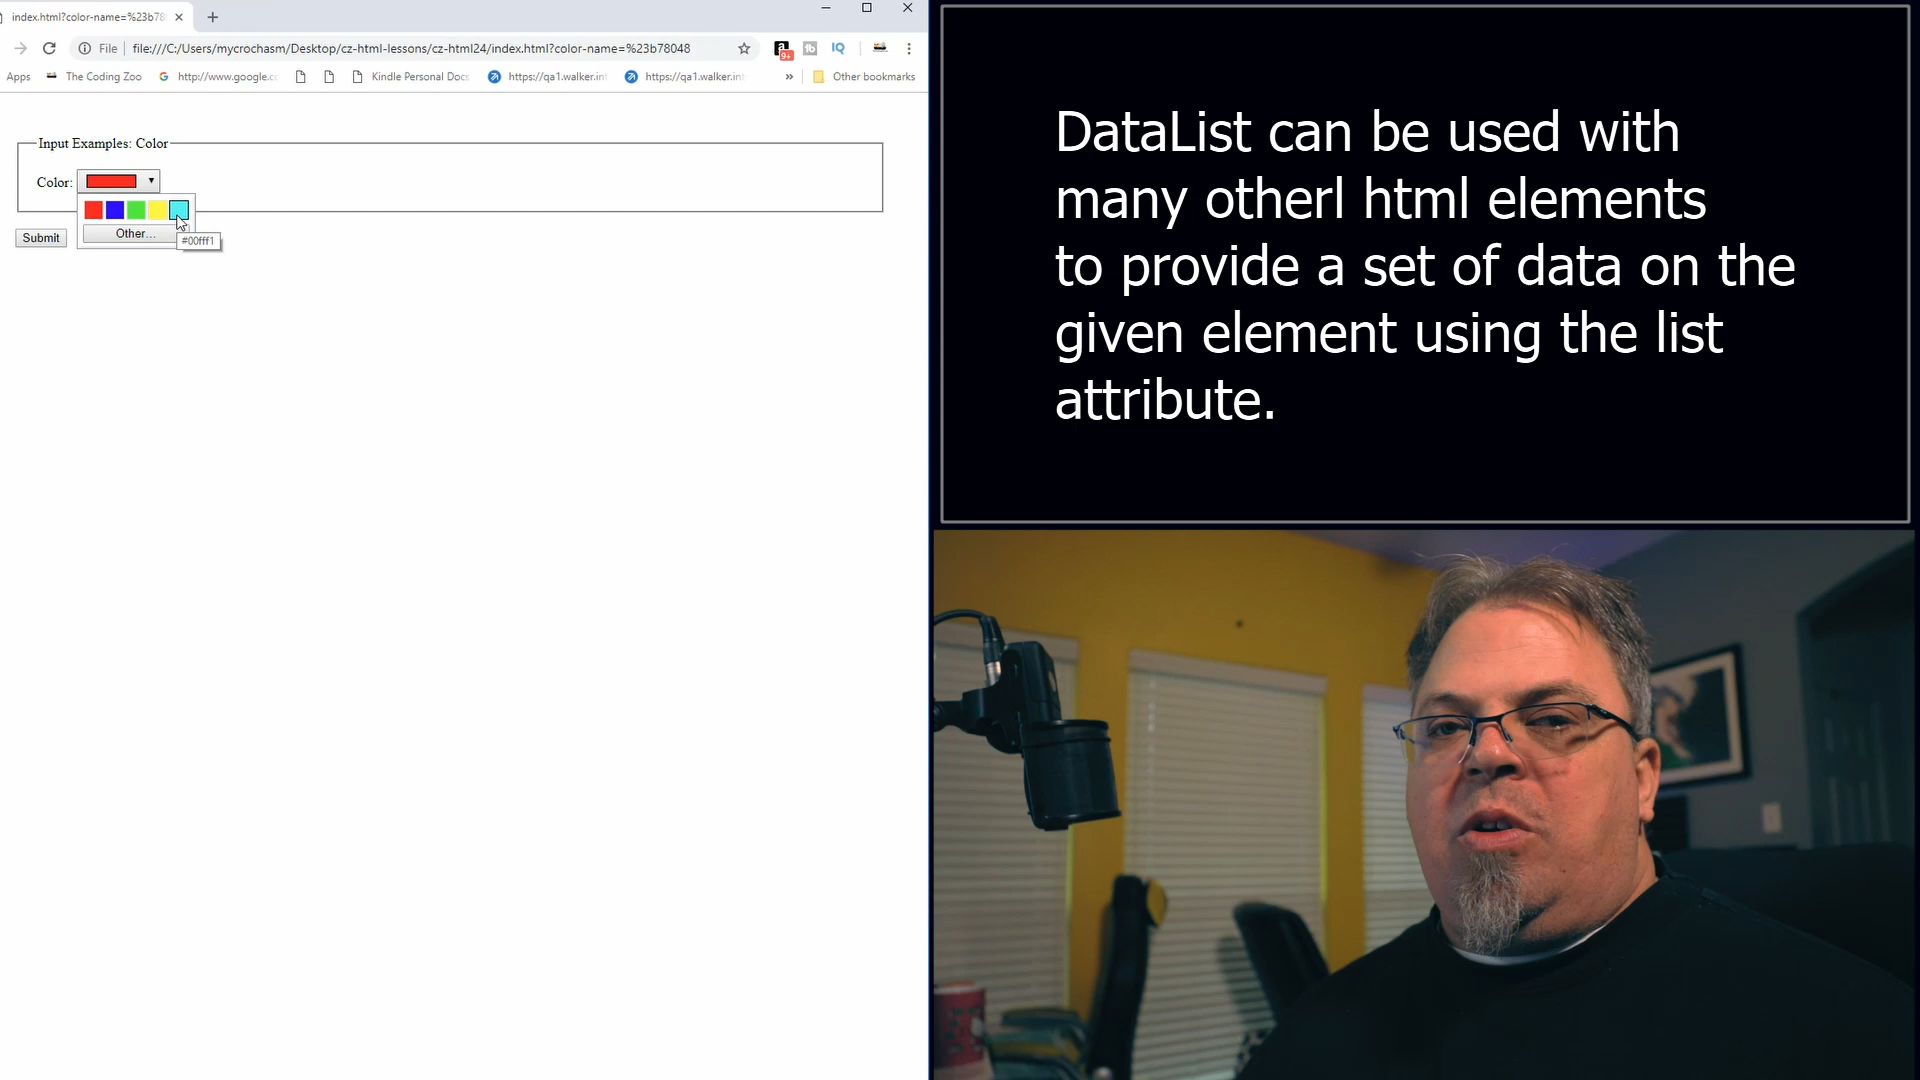 index.html?color-name=%23b78
File file:///C:/Users/mycrochasm/Desktop/cz-html-lessons/cz-html24/index.html?color-name=%23b78048
a
9+
tb
IQ
Apps The Coding Zoo http://www.google.c Kindle Personal Docs https://qa1.walker.in https://qa1.walker.in » Other bookmarks
Input Examples: Color
Color:
Other...
#00fff1
Submit
DataList can be used with
many otherl html elements
to provide a set of data on the
given element using the list
attribute.